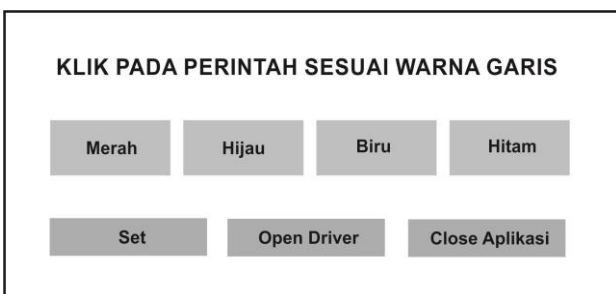 KLIK PADA PERINTAH SESUAI WARNA GARIS
Merah Hijau Biru Hitam
Set Open Driver Close Aplikasi